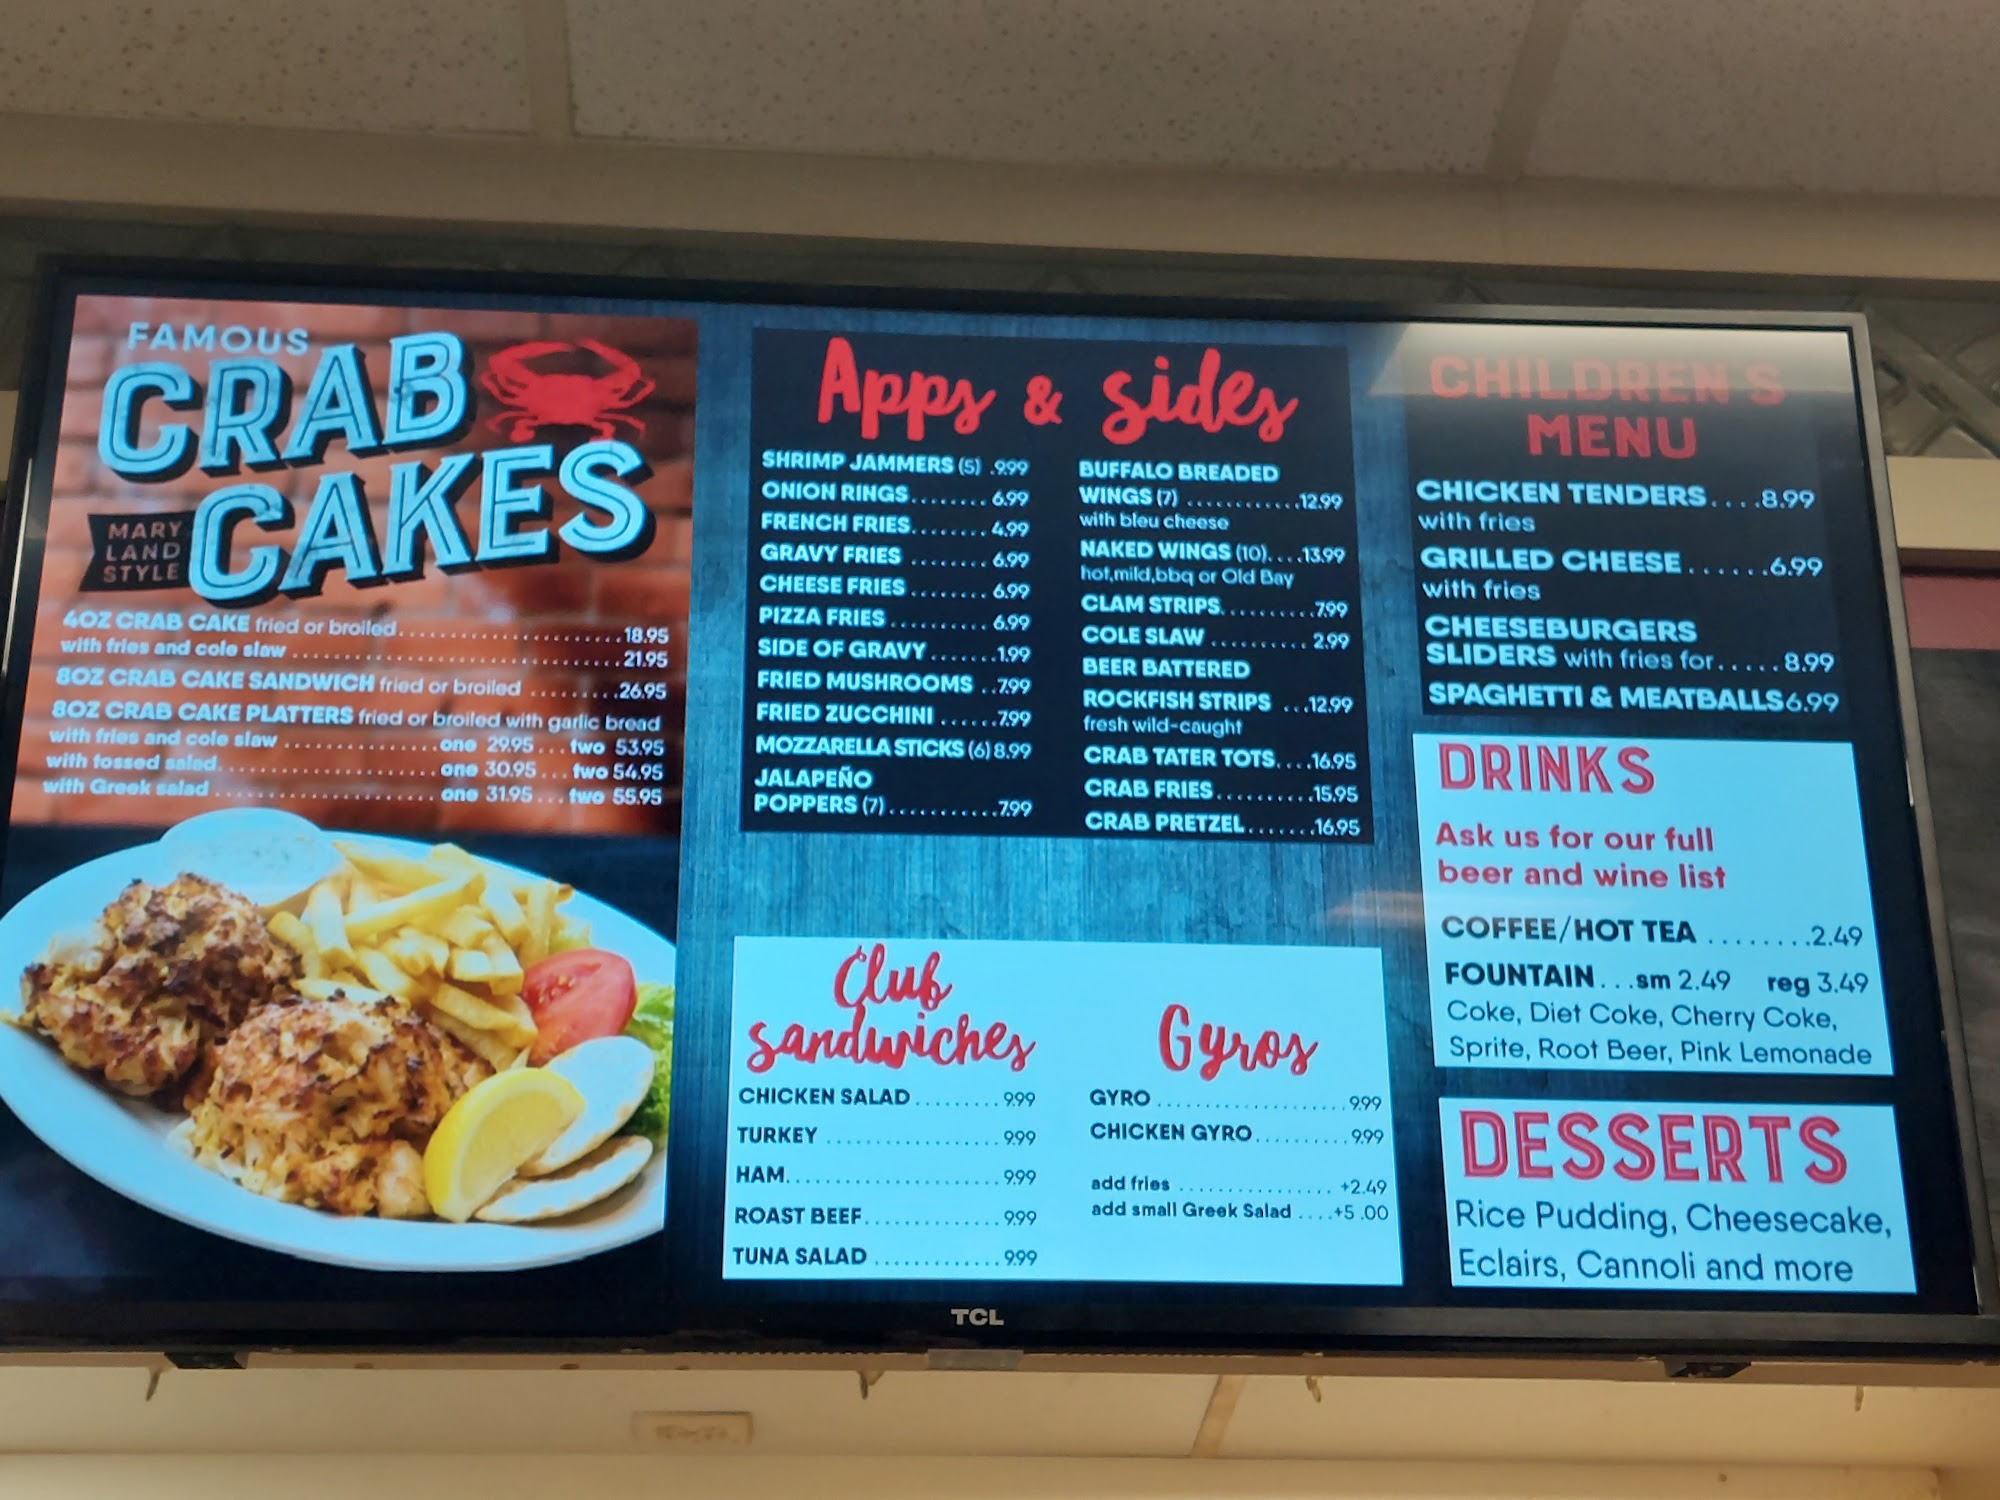 FAMOUS
CRAB
CAKES
MARY
LAND
STYLE
4OZ CRAB CAKE fried or broiled......................18.95
with fries and cole slaw ..............................21.95
8OZ CRAB CAKE SANDWICH fried or broiled .........26.95
8OZ CRAB CAKE PLATTERS fried or broiled with garlic bread
with fries and cole slaw ...............one 29.95...two 53.95
with tossed salad.....................one 30.95...two 54.95
with Greek salad .....................one 31.95...two 55.95
Apps & sides
SHRIMP JAMMERS (5) .9.99
ONION RINGS........ 6.99
FRENCH FRIES........ 4.99
GRAVY FRIES ........ 6.99
CHEESE FRIES........ 6.99
PIZZA FRIES .......... 6.99
SIDE OF GRAVY .......1.99
FRIED MUSHROOMS ..7.99
FRIED ZUCCHINI ......7.99
MOZZARELLA STICKS (6) 8.99
JALAPEÑO
POPPERS (7)............7.99
BUFFALO BREADED
WINGS (7) ............12.99
with bleu cheese
NAKED WINGS (10)....13.99
hot,mild,bbq or Old Bay
CLAM STRIPS..........7.99
COLE SLAW .......... 2.99
BEER BATTERED
ROCKFISH STRIPS ...12.99
fresh wild-caught
CRAB TATER TOTS....16.95
CRAB FRIES..........15.95
CRAB PRETZEL.......16.95
Club
sandwiches
CHICKEN SALAD .........9.99
TURKEY ..................9.99
HAM......................9.99
ROAST BEEF..............9.99
TUNA SALAD .............9.99
Gyros
GYRO ....................9.99
CHICKEN GYRO..........9.99
add fries ................ +2.49
add small Greek Salad ....+5 .00
CHILDREN'S
MENU
CHICKEN TENDERS....8.99
with fries
GRILLED CHEESE......6.99
with fries
CHEESEBURGERS
SLIDERS with fries for.....8.99
SPAGHETTI & MEATBALLS6.99
DRINKS
Ask us for our full
beer and wine list
COFFEE/HOT TEA ........2.49
FOUNTAIN...sm 2.49 reg 3.49
Coke, Diet Coke, Cherry Coke,
Sprite, Root Beer, Pink Lemonade
DESSERTS
Rice Pudding, Cheesecake,
Eclairs, Cannoli and more
TCL